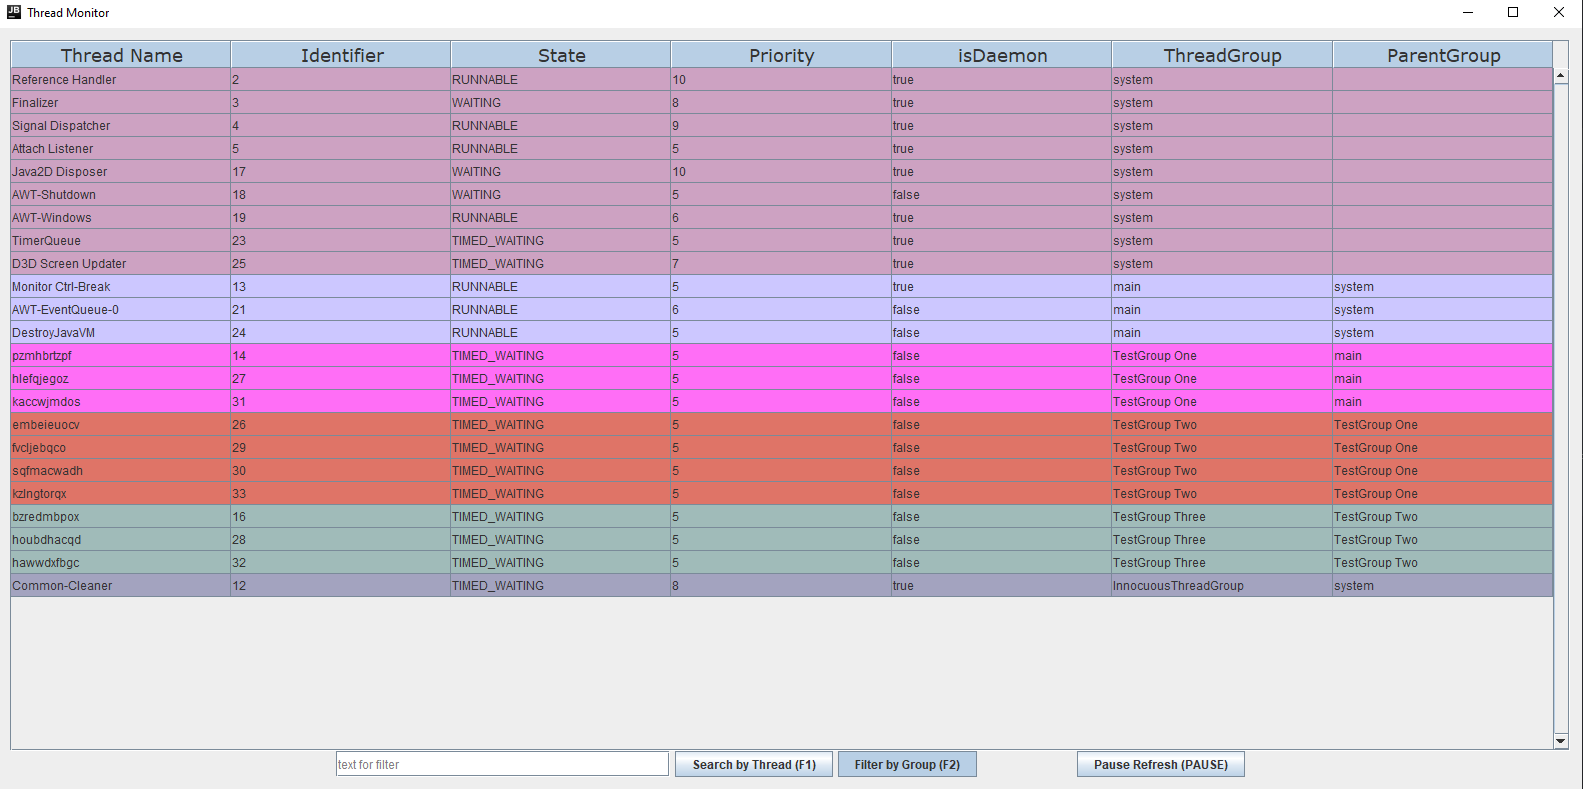 JB Thread Monitor
Thread Name Identifier State Priority isDaemon ThreadGroup ParentGroup
Reference Handler 2 RUNNABLE 10 true system
Finalizer 3 WAITING 8 true system
Signal Dispatcher 4 RUNNABLE 9 true system
Attach Listener 5 RUNNABLE 5 true system
Java2D Disposer 17 WAITING 10 true system
AWT-Shutdown 18 WAITING 5 false system
AWT-Windows 19 RUNNABLE 6 true system
TimerQueue 23 TIMED_WAITING 5 true system
D3D Screen Updater 25 TIMED_WAITING 7 true system
Monitor Ctrl-Break 13 RUNNABLE 5 true main system
AWT-EventQueue-0 21 RUNNABLE 6 false main system
DestroyJavaVM 24 RUNNABLE 5 false main system
pzmhbrtzpf 14 TIMED_WAITING 5 false TestGroup One main
hlefqjegoz 27 TIMED_WAITING 5 false TestGroup One main
kaccwjmdos 31 TIMED_WAITING 5 false TestGroup One main
embeieuocv 26 TIMED_WAITING 5 false TestGroup Two TestGroup One
fvcljebqco 29 TIMED_WAITING 5 false TestGroup Two TestGroup One
sqfmacwadh 30 TIMED_WAITING 5 false TestGroup Two TestGroup One
kzlngtorqx 33 TIMED_WAITING 5 false TestGroup Two TestGroup One
bzredmbpox 16 TIMED_WAITING 5 false TestGroup Three TestGroup Two
houbdhacqd 28 TIMED_WAITING 5 false TestGroup Three TestGroup Two
hawwdxfbgc 32 TIMED_WAITING 5 false TestGroup Three TestGroup Two
Common-Cleaner 12 TIMED_WAITING 8 true InnocuousThreadGroup system
text for filter Search by Thread (F1) Filter by Group (F2) Pause Refresh (PAUSE)